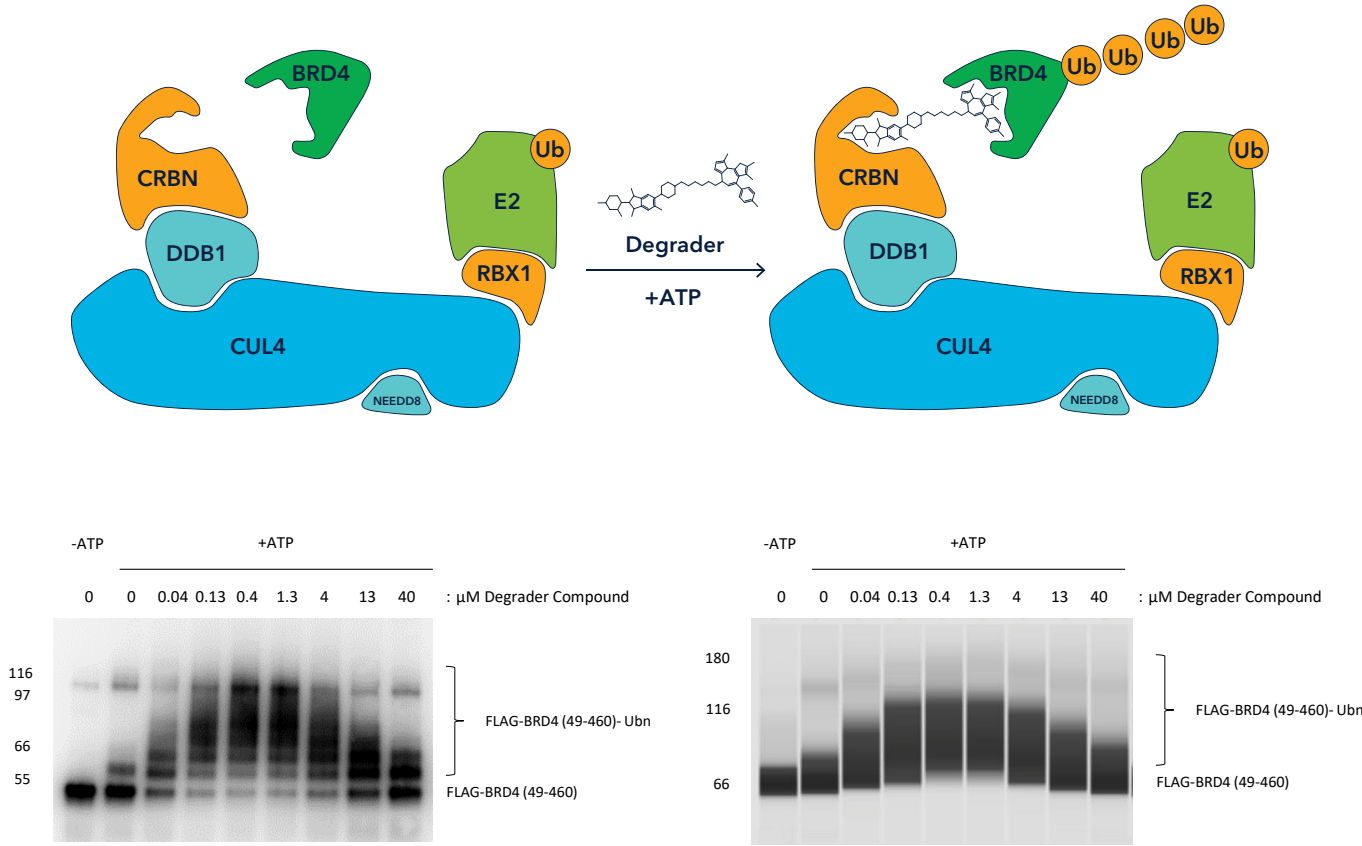 BRD4
CRBN
DDB1
CUL4
NEEDD8
RBX1
E2
Ub
Degrader
+ATP
BRD4
Ub
Ub
Ub
Ub
CRBN
DDB1
CUL4
NEEDD8
RBX1
E2
Ub
-ATP +ATP
0 0 0.04 0.13 0.4 1.3 4 13 40 : µM Degrader Compound
116
97
66
55
FLAG-BRD4 (49-460)- Ubn
FLAG-BRD4 (49-460)
-ATP +ATP
0 0 0.04 0.13 0.4 1.3 4 13 40 : µM Degrader Compound
180
116
66
FLAG-BRD4 (49-460)- Ubn
FLAG-BRD4 (49-460)